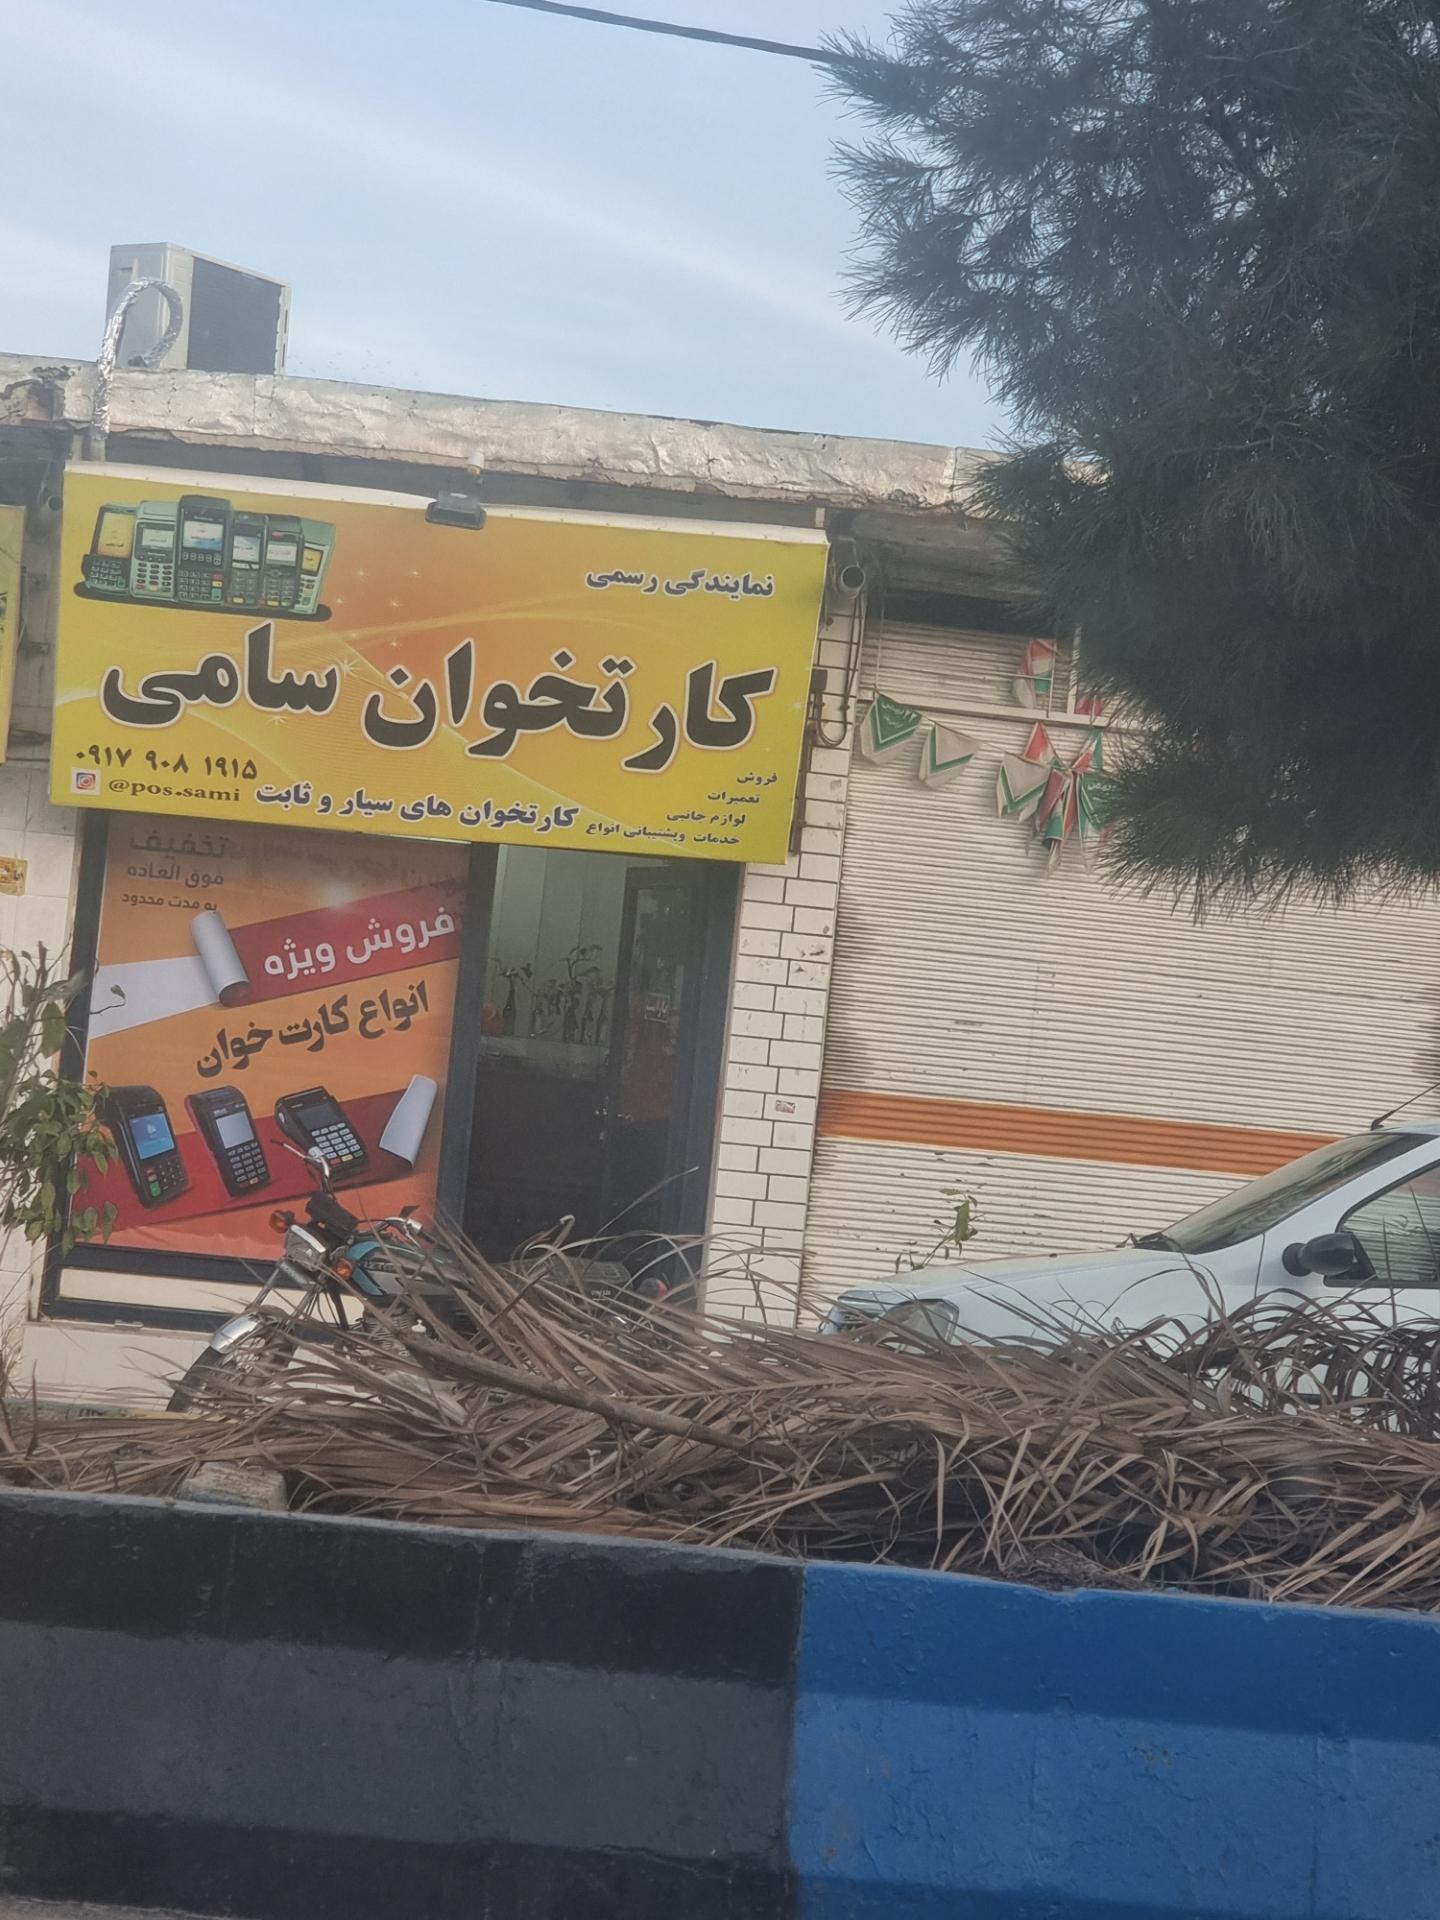 نمایندگی رسمی
کارتخوان سامی
فروش
تعمیرات
لوازم جانبی
خدمات وپشتیبانی انواع
کارتخوان های سیار و ثابت
۰۹۱۷ ۹۰۸ ۱۹۱۵
@pos.sami
تخفیف
فوق العاده
به مدت محدود
فروش ویژه
انواع کارت خوان